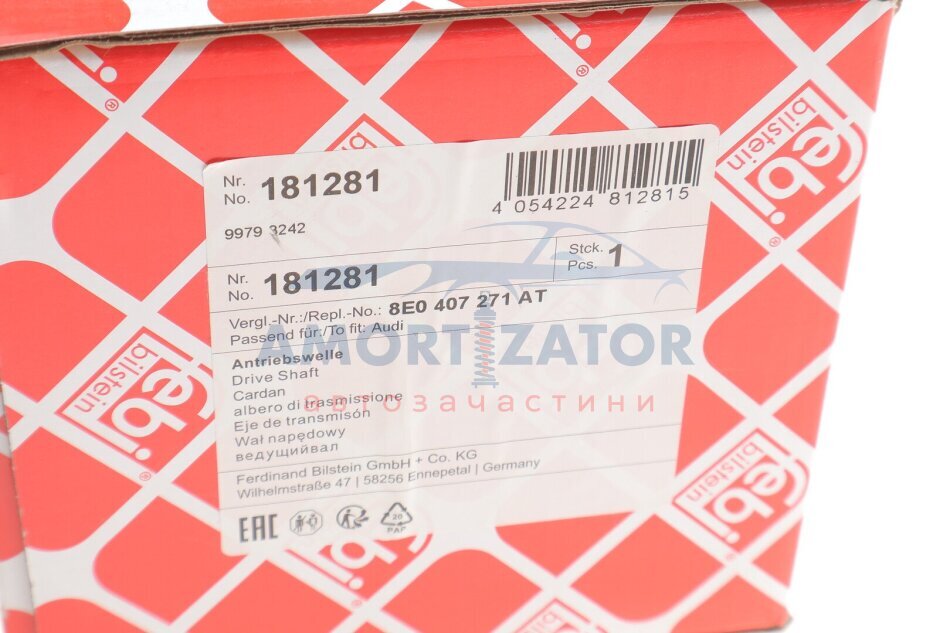 Nr.
No. 181281
4 054224 812815
9979 3242
Nr.
No. 181281
Stck.
Pcs. 1
Vergl.-Nr.:/Repl.-No.: 8E0 407 271 AT
Passend für:/To fit: Audi
AMORTIZATOR
автозачастини
Antriebswelle
Drive Shaft
Cardan
albero di trasmissione
Eje de transmisón
Wał napędowy
ведущийвал
Ferdinand Bilstein GmbH + Co. KG
Wilhelmstraße 47 | 58256 Ennepetal | Germany
EAC
20
PAP
febi
bilstein
febi
bilstein
febi
bilstein